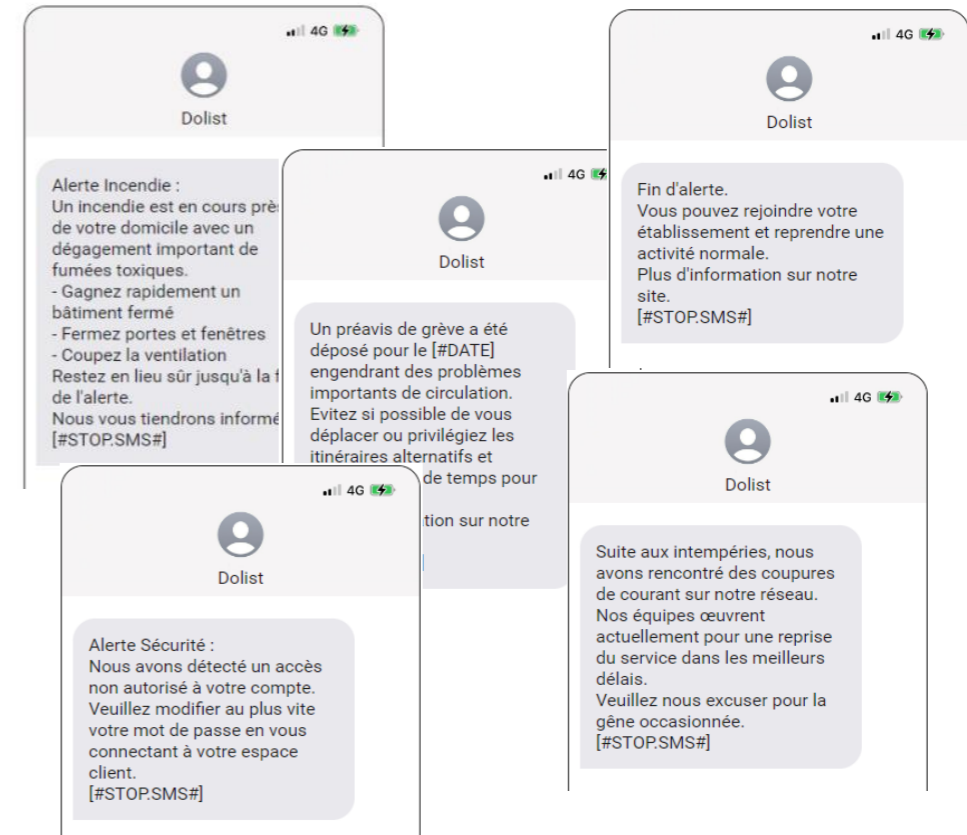 4G
Dolist
Alerte Incendie :
Un incendie est en cours
de votre domicile avec un
dégagement important de
fumées toxiques.
- Gagnez rapidement un
bâtiment fermé
- Fermez portes et fenêtres
- Coupez la ventilation
Restez en lieu sûr jusqu'à la
de l'alerte.
Nous vous tiendrons
[#STOP.SMS#]
4G
Dolist
Un préavis de grève a été
déposé pour le [#DATE]
engendrant des problèmes
importants de circulation.
Evitez si possible de vous
déplacer ou privilégiez les
itinéraires alternatifs et
de temps pour
sur notre
4G
Dolist
Fin d'alerte.
Vous pouvez rejoindre votre
établissement et reprendre une
activité normale.
Plus d'information sur notre
site.
[#STOP.SMS#]
4G
Dolist
Alerte Sécurité :
Nous avons détecté un accès
non autorisé à votre compte.
Veuillez modifier au plus vite
votre mot de passe en vous
connectant à votre espace
client.
[#STOP.SMS#]
4G
Dolist
Suite aux intempéries, nous
avons rencontré des coupures
de courant sur notre réseau.
Nos équipes œuvrent
actuellement pour une reprise
du service dans les meilleurs
délais.
Veuillez nous excuser pour la
gêne occasionnée.
[#STOP.SMS#]